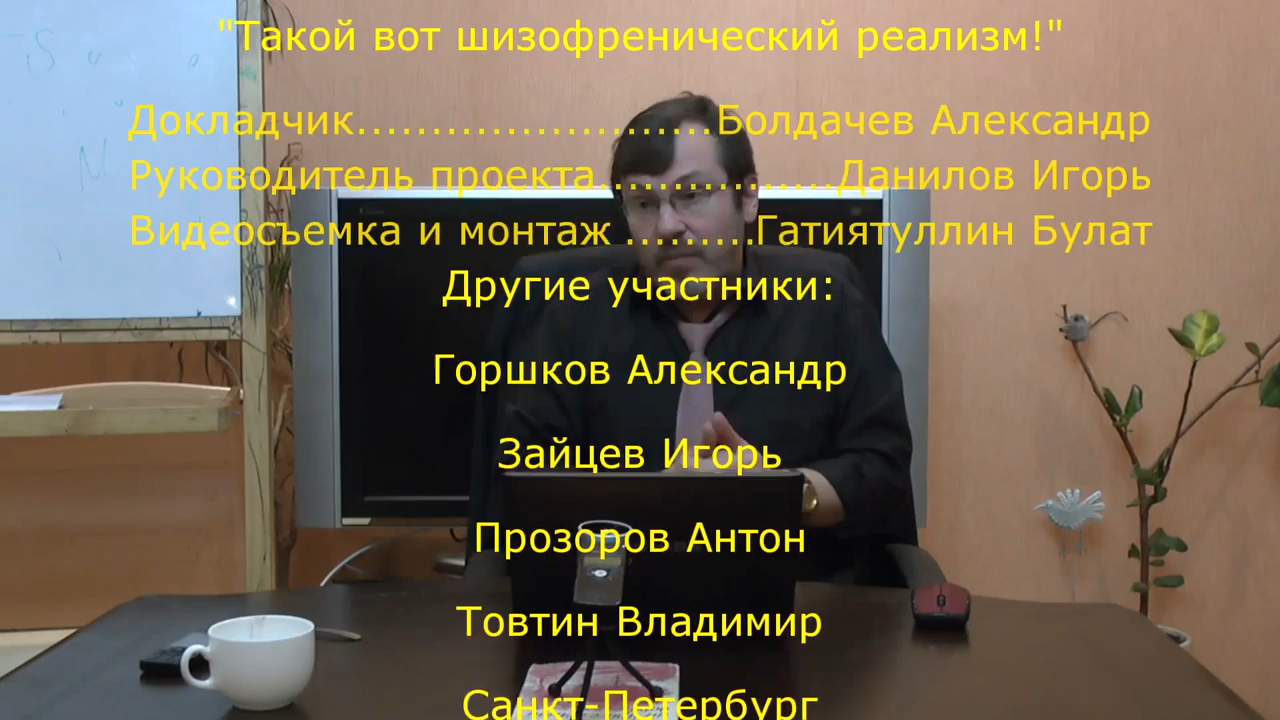 "Такой вот шизофренический реализм!"
Докладчик........................Болдачев Александр
Руководитель проекта................Данилов Игорь
Видеосъемка и монтаж .........Гатиятуллин Булат
Другие участники:
Горшков Александр
Зайцев Игорь
Прозоров Антон
Товтин Владимир
Санкт-Петербург